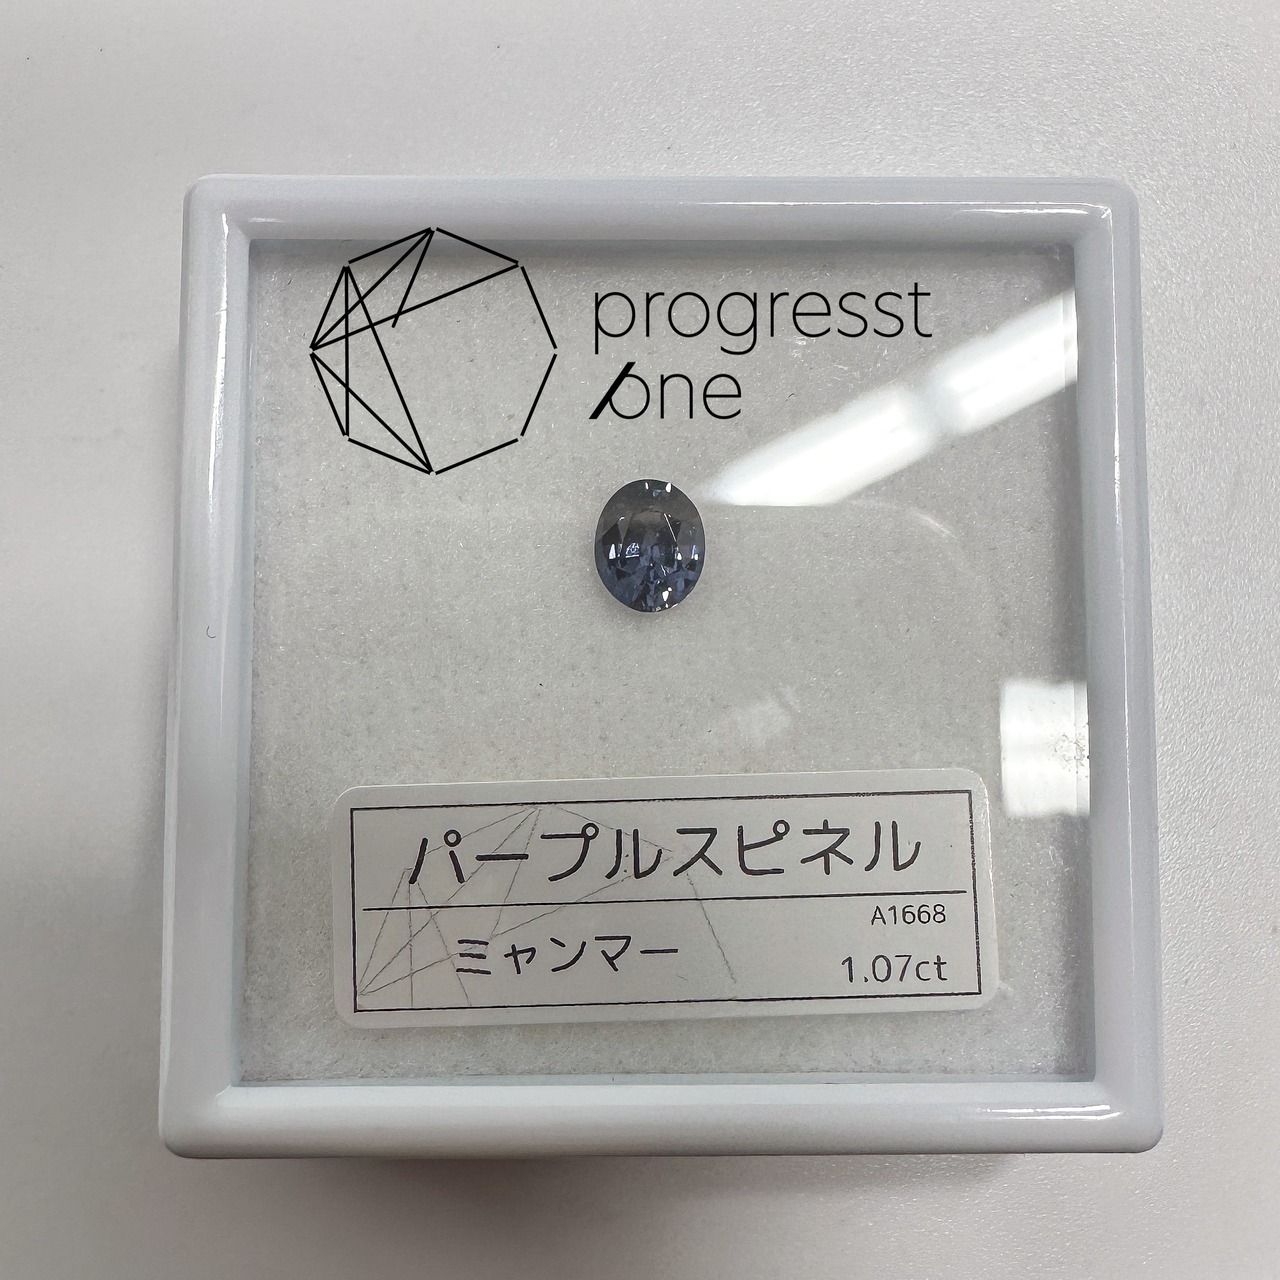 progresst
one
パープルスピネル
A1668
ミャンマー
1.07ct